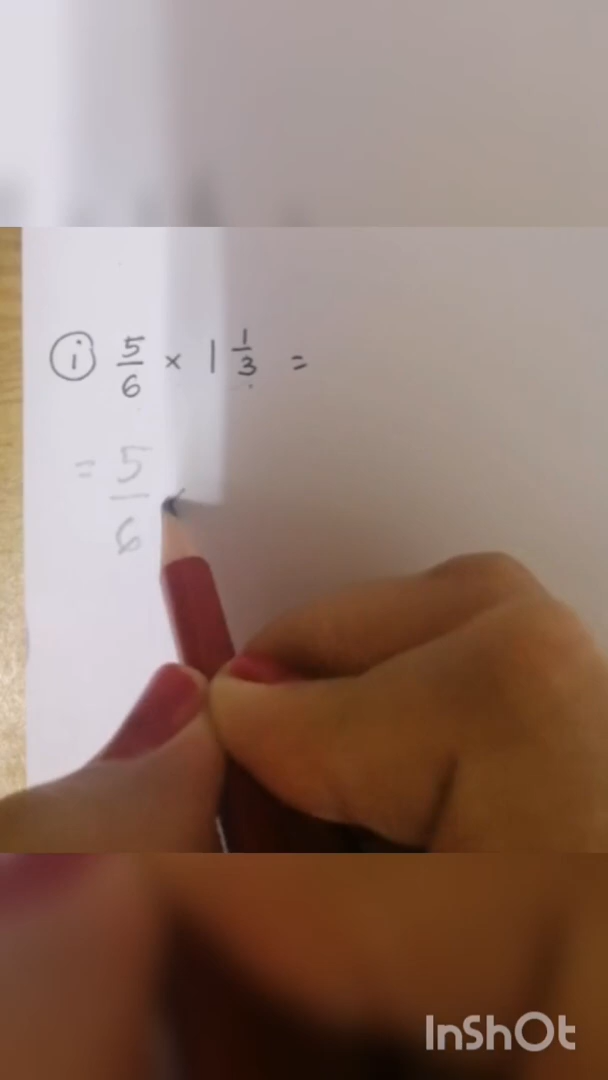 ⓘ 5/6 × 1 1/3 =
= 5/6 ×
InShOt